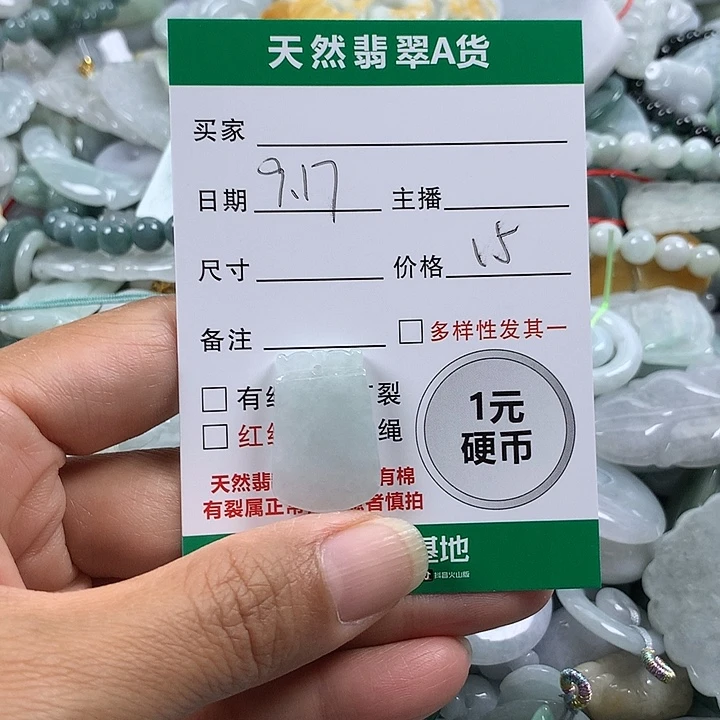 天然翡翠A货
买家
日期 9.17 主播
尺寸 价格 15
备注 多样性发其一
有 裂
红 绳
天然翡 有棉
有裂属正 者慎拍
1元
硬币
基地
抖音火山版